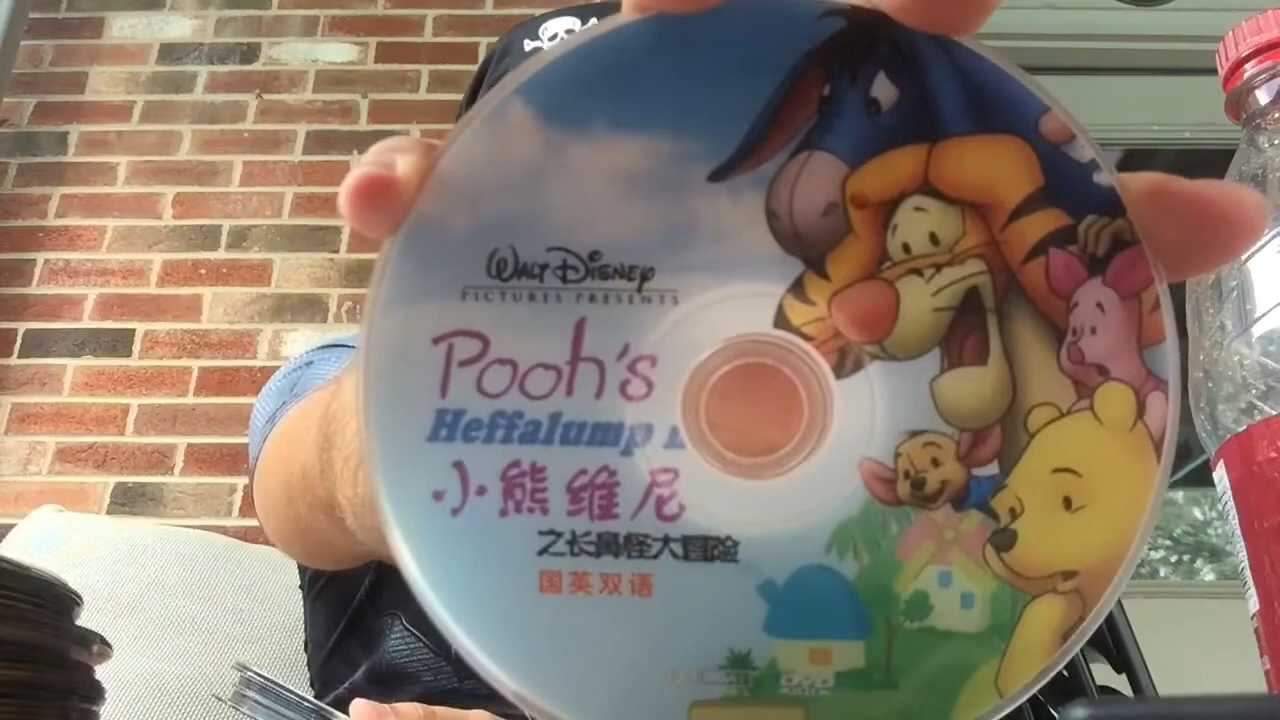 WALT DISNEY
PICTURES PRESENTS
Pooh's
Heffalump
小熊维尼
之长鼻怪大冒险
国英双语